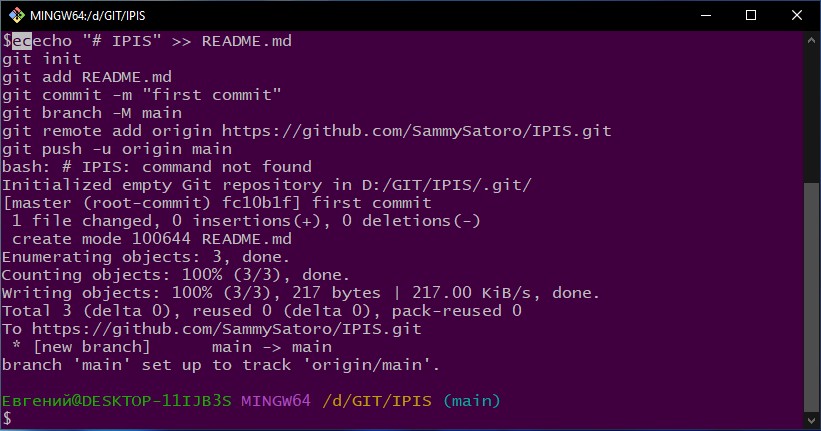 MINGW64:/d/GIT/IPIS
$ececho "# IPIS" >> README.md
git init
git add README.md
git commit -m "first commit"
git branch -M main
git remote add origin https://github.com/SammySatoro/IPIS.git
git push -u origin main
bash: # IPIS: command not found
Initialized empty Git repository in D:/GIT/IPIS/.git/
[master (root-commit) fc10b1f] first commit
 1 file changed, 0 insertions(+), 0 deletions(-)
 create mode 100644 README.md
Enumerating objects: 3, done.
Counting objects: 100% (3/3), done.
Writing objects: 100% (3/3), 217 bytes | 217.00 KiB/s, done.
Total 3 (delta 0), reused 0 (delta 0), pack-reused 0
To https://github.com/SammySatoro/IPIS.git
 * [new branch]      main -> main
branch 'main' set up to track 'origin/main'.
Евгений@DESKTOP-11IJB3S MINGW64 /d/GIT/IPIS (main)
$